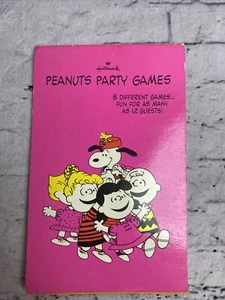 Hallmark
PEANUTS PARTY GAMES
8 DIFFERENT GAMES...
FUN FOR AS MANY
AS 12 GUESTS!